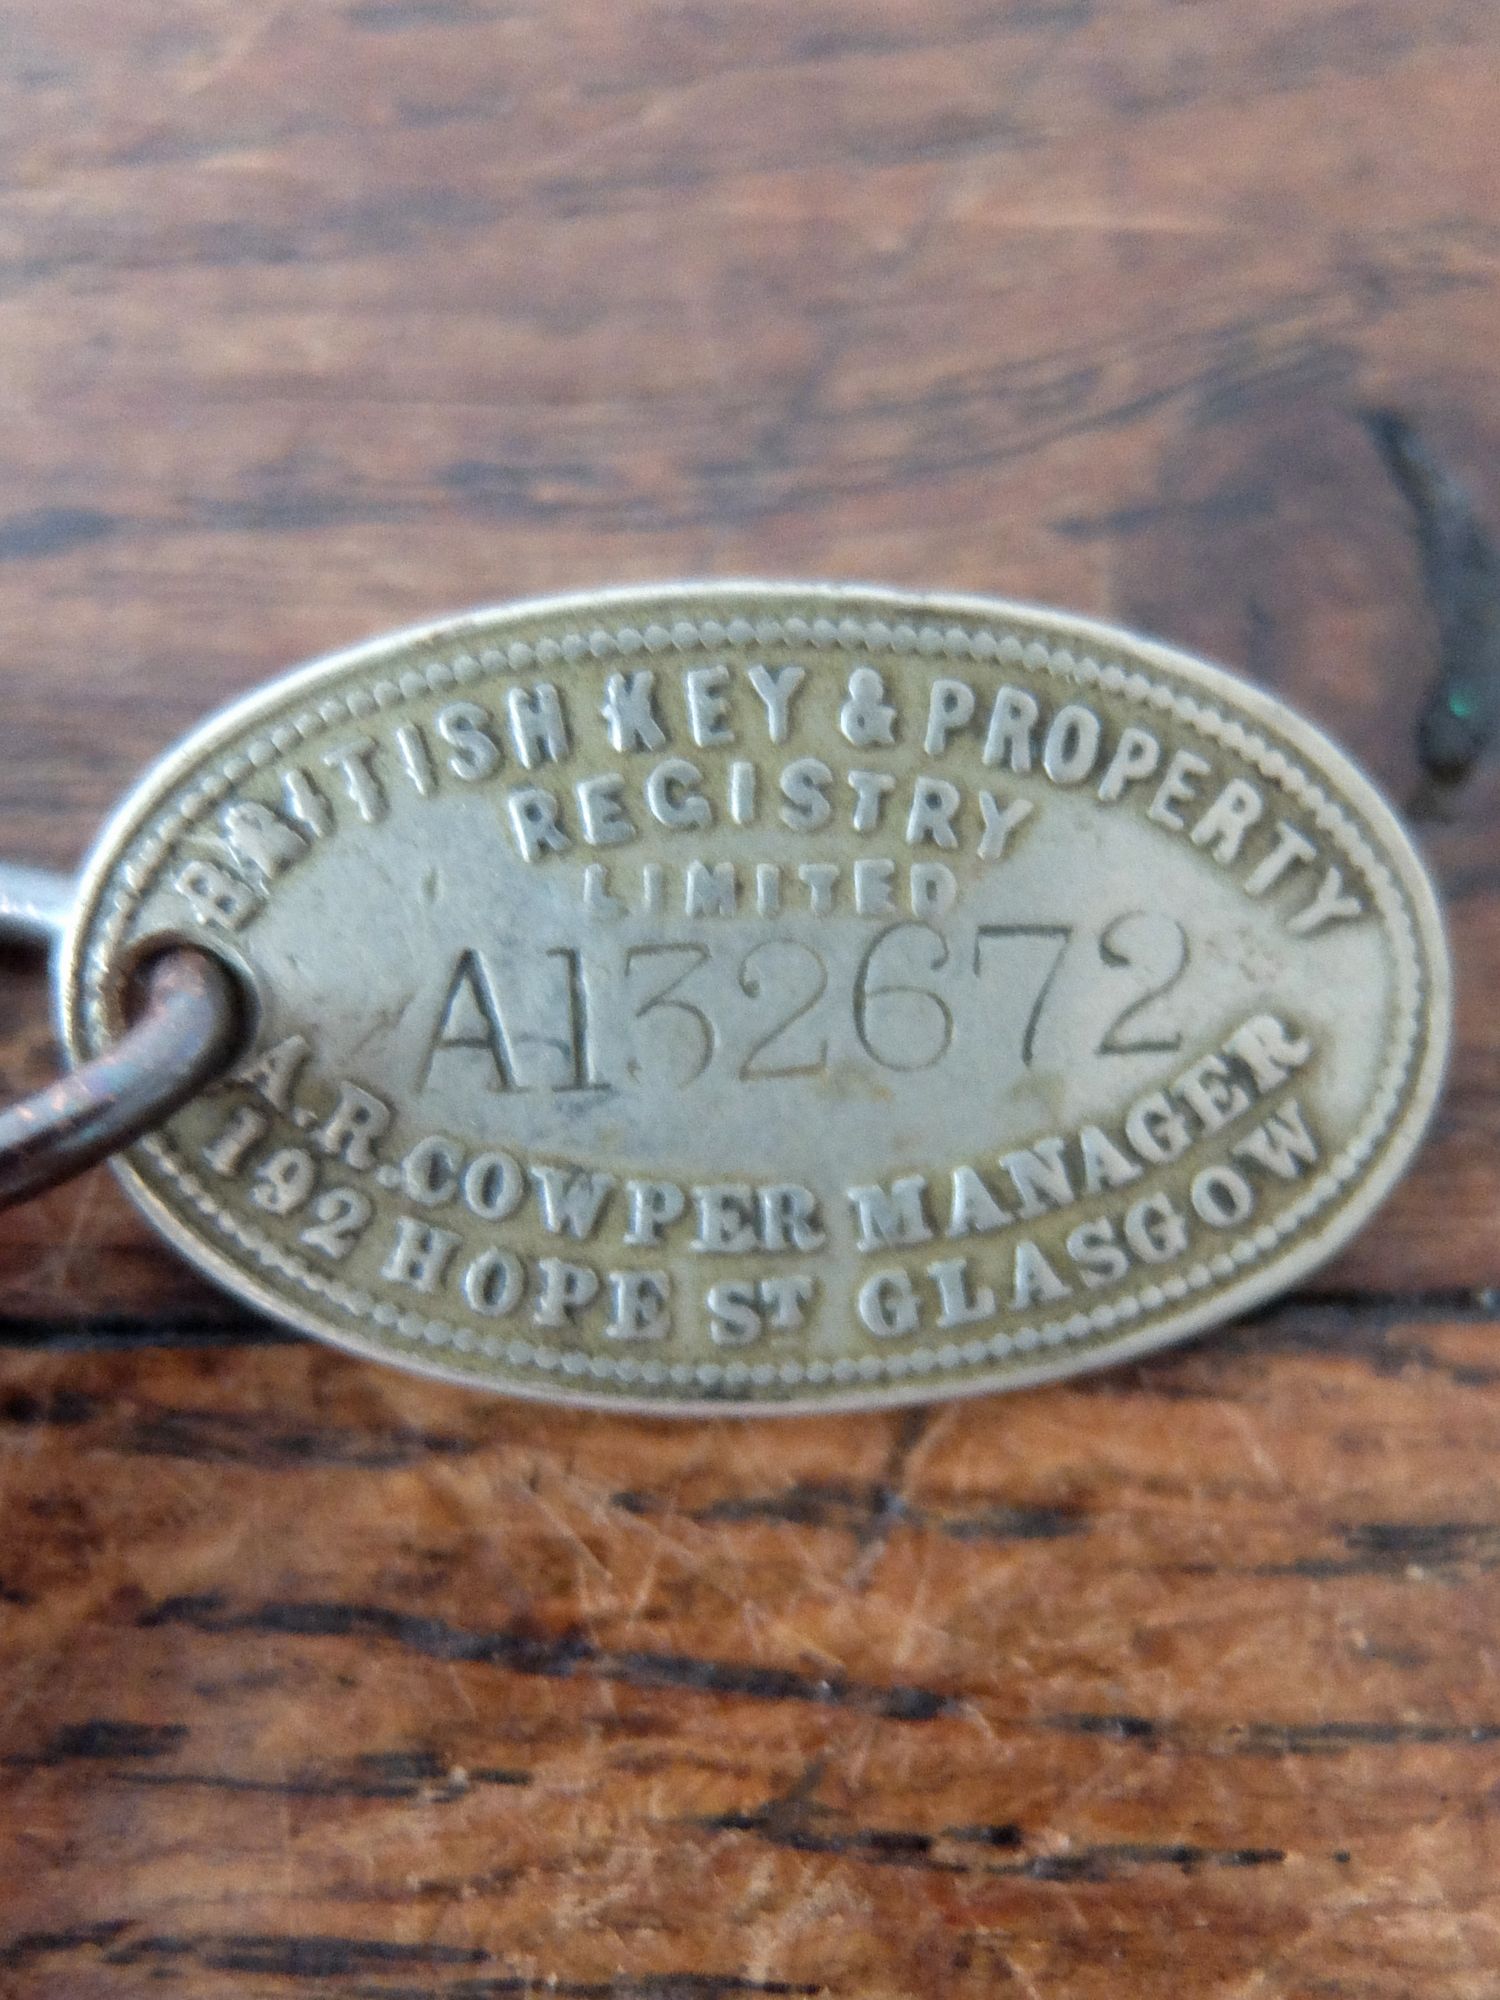 BRITISH KEY & PROPERTY
REGISTRY
LIMITED
A132672
A.R. COWPER MANAGER
192 HOPE ST GLASGOW